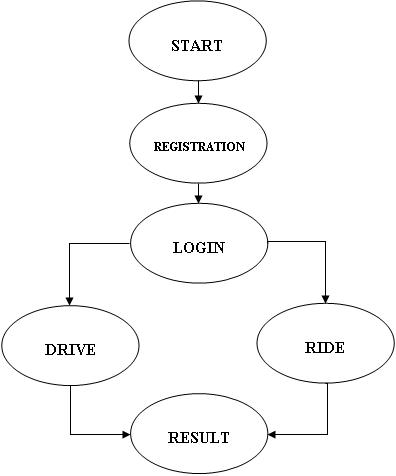 START
REGISTRATION
LOGIN
DRIVE
RIDE
RESULT